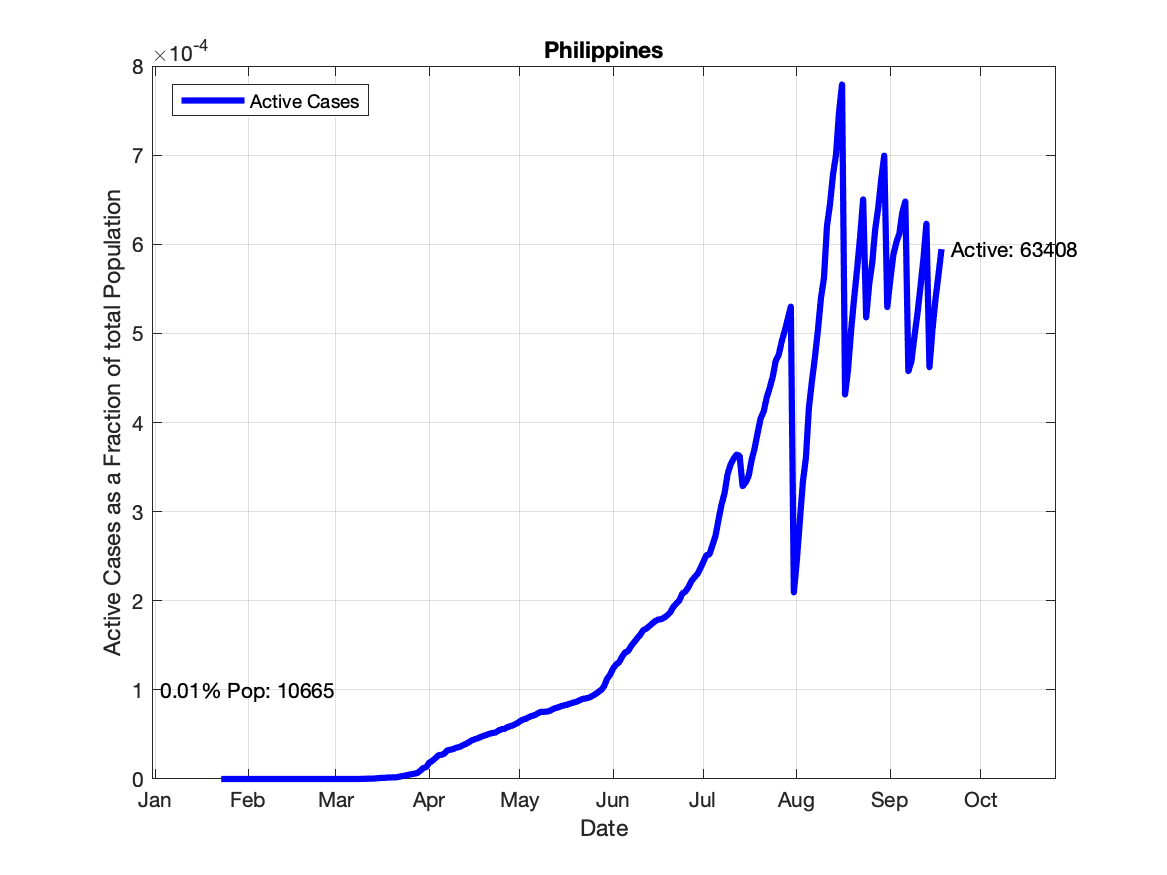 Philippines
×10-4
8
7
6
5
4
3
2
1
0
Active Cases
Active Cases as a Fraction of total Population
Active: 63408
0.01% Pop: 10665
Jan Feb Mar Apr May Jun Jul Aug Sep Oct
Date